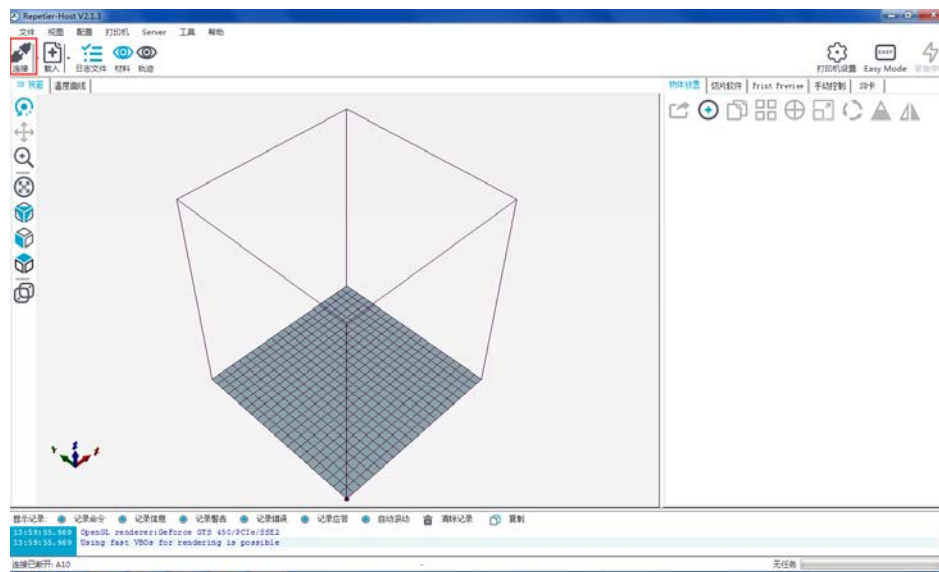 Repetier-Host V2.1.3
文件 视图 配置 打印机 Server 工具 帮助
连接 载入 日志文件 材料 轨迹 打印机设置 Easy Mode
EASY
3D 视窗 温度曲线 物体放置 切片软件 Print Preview 手动控制 SD卡
显示记录: 记录命令 记录信息 记录警告 记录错误 记录应答 自动滚动 清除记录 复制
13:59:55.969 OpenGL renderer:GeForce GTS 450/PCIe/SSE2
13:59:55.969 Using fast VBOs for rendering is possible
连接已断开: A10 - 无任务